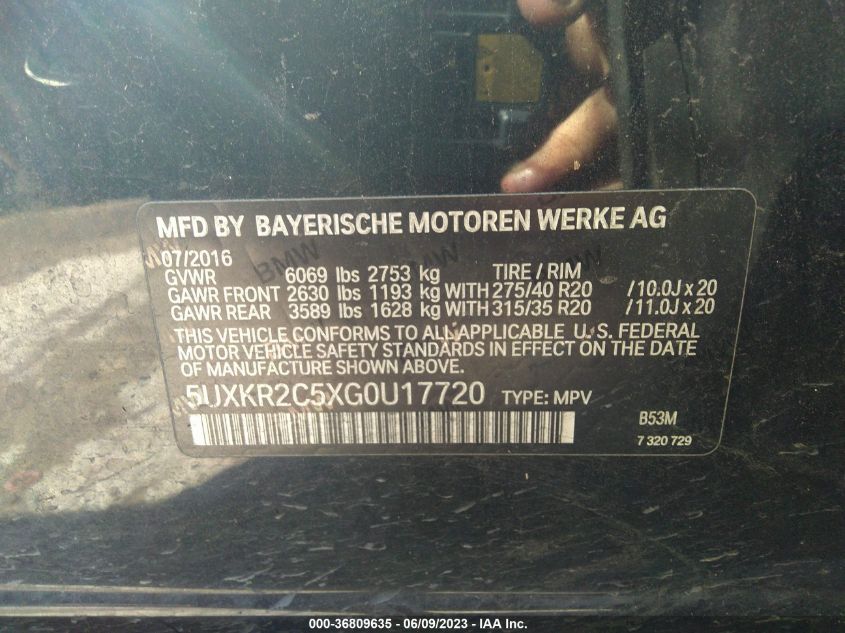 MFD BY BAYERISCHE MOTOREN WERKE AG
07/2016
GVWR 6069 lbs 2753 kg TIRE / RIM
GAWR FRONT 2630 lbs 1193 kg WITH 275/40 R20 / 10.0J x 20
GAWR REAR 3589 lbs 1628 kg WITH 315/35 R20 / 11.0J x 20
THIS VEHICLE CONFORMS TO ALL APPLICABLE U.S. FEDERAL
MOTOR VEHICLE SAFETY STANDARDS IN EFFECT ON THE DATE
OF MANUFACTURE SHOWN ABOVE.
5UXKR2C5XG0U17720 TYPE: MPV
B53M
7 320 729
BMW
BMW
000-36809635 - 06/09/2023 - IAA Inc.